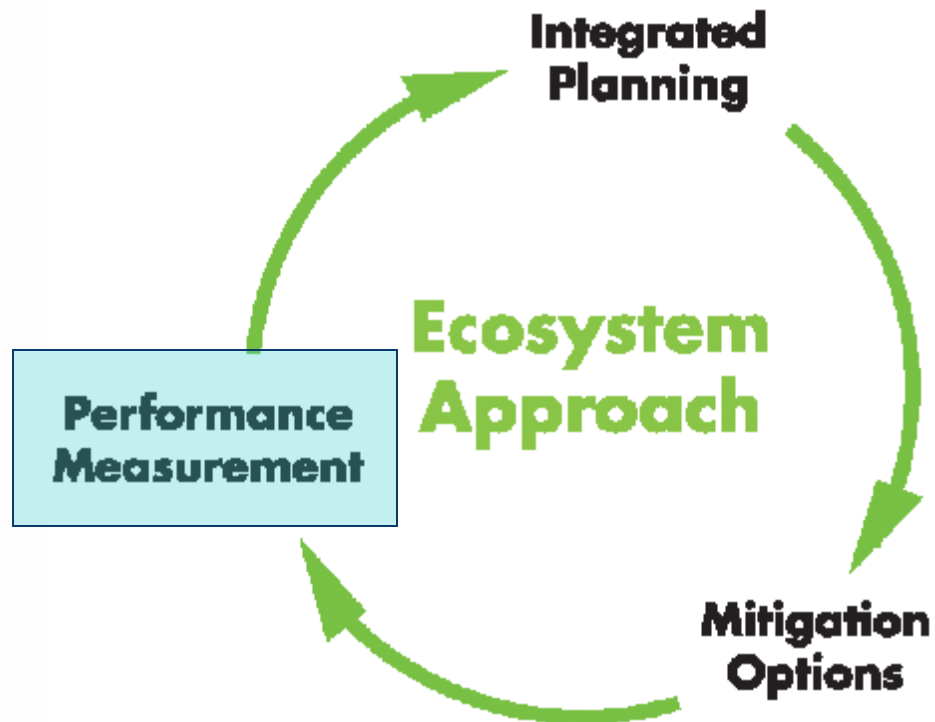 Integrated
Planning
Ecosystem
Approach
Performance
Measurement
Mitigation
Options